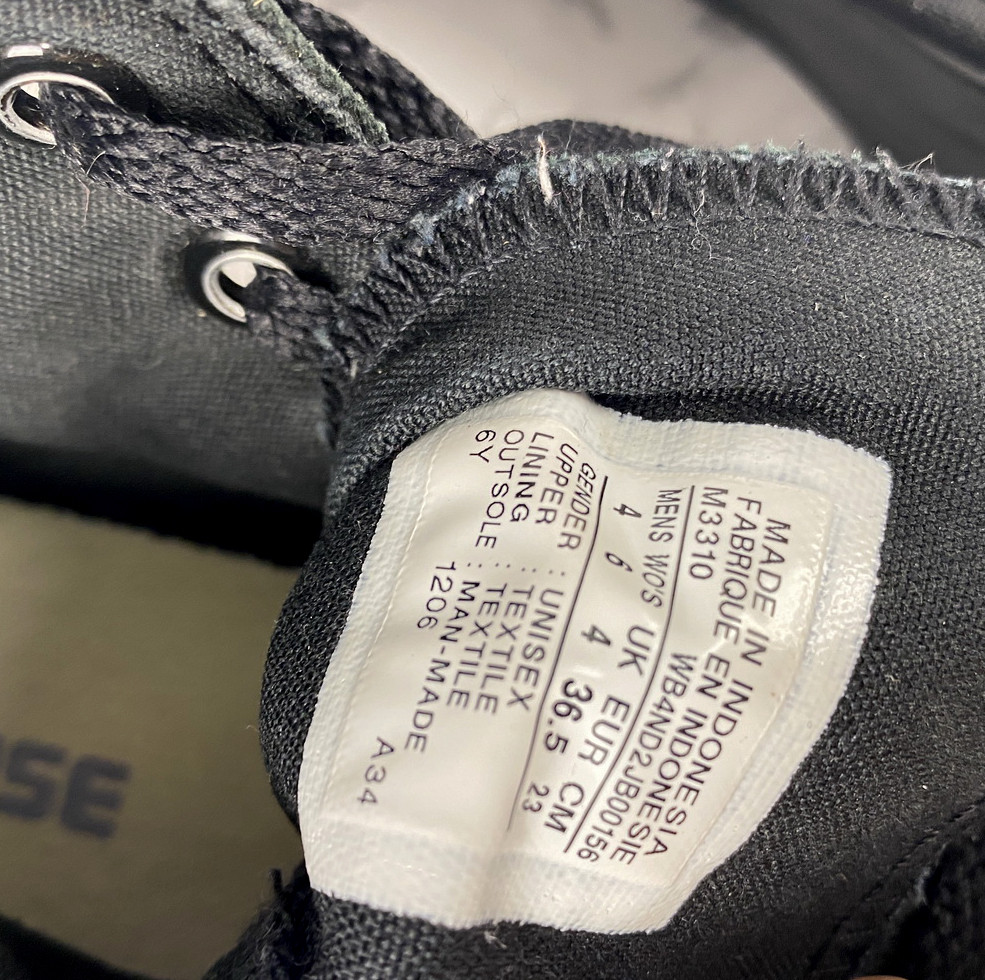 MADE IN INDONESIA
FABRIQUE EN INDONESIE
M3310 WB4ND2JB00156
MENS WO'S UK EUR CM
4 6 4 36.5 23
GENDER : UNISEX
UPPER : TEXTILE
LINING : TEXTILE
OUTSOLE : MAN-MADE
6Y 1206 A34
SE